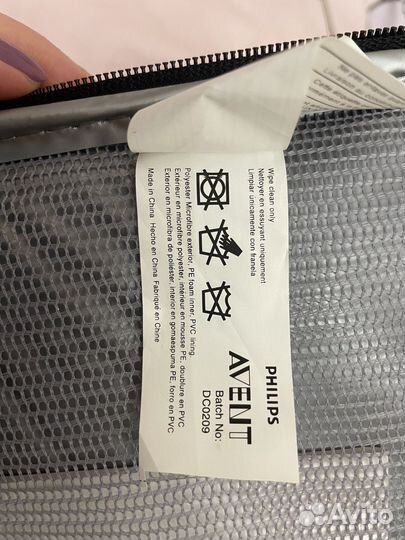 Wipe clean only
Nettoyer en essuyant uniquement
Limpiar unicamente con franela
PHILIPS
AVENT
Batch No:
DC0209
Polyester Microfibre exterior, PE foam inner, PVC lining.
Extérieur en microfibre polyester, intérieur en mousse PE, doublure en PVC.
Exterior en microfibra de poliéster, interior en gomaespuma PE, forro en PVC
Made in China Hecho en China Fabriqué en Chine
Avito